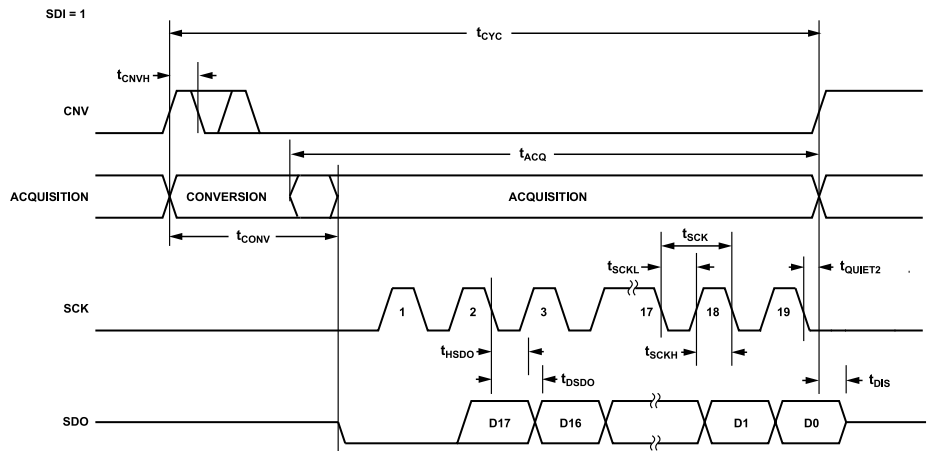 SDI = 1
tCYC
tCNVH
CNV
tACQ
ACQUISITION
CONVERSION
ACQUISITION
tCONV
tSCK
tSCKL
tQUIET2
SCK
1
2
3
17
18
19
tHSDO
tSCKH
tDSDO
tDIS
SDO
D17
D16
D1
D0